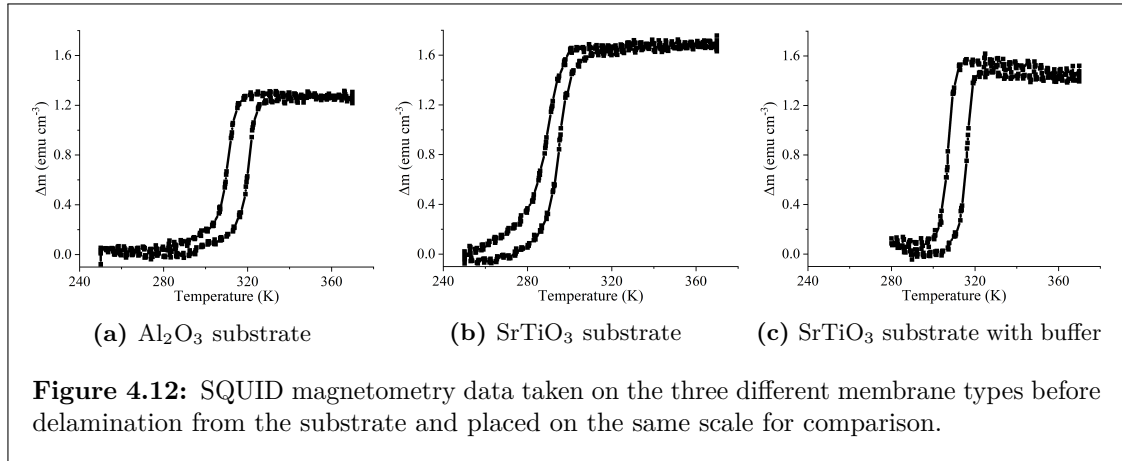 1.6
1.2
0.8
0.4
0.0
Δm (emu cm⁻³)
240 280 320 360
Temperature (K)
(a) Al₂O₃ substrate
1.6
1.2
0.8
0.4
0.0
Δm (emu cm⁻³)
240 280 320 360
Temperature (K)
(b) SrTiO₃ substrate
1.6
1.2
0.8
0.4
0.0
Δm (emu cm⁻³)
240 280 320 360
Temperature (K)
(c) SrTiO₃ substrate with buffer
Figure 4.12: SQUID magnetometry data taken on the three different membrane types before
delamination from the substrate and placed on the same scale for comparison.